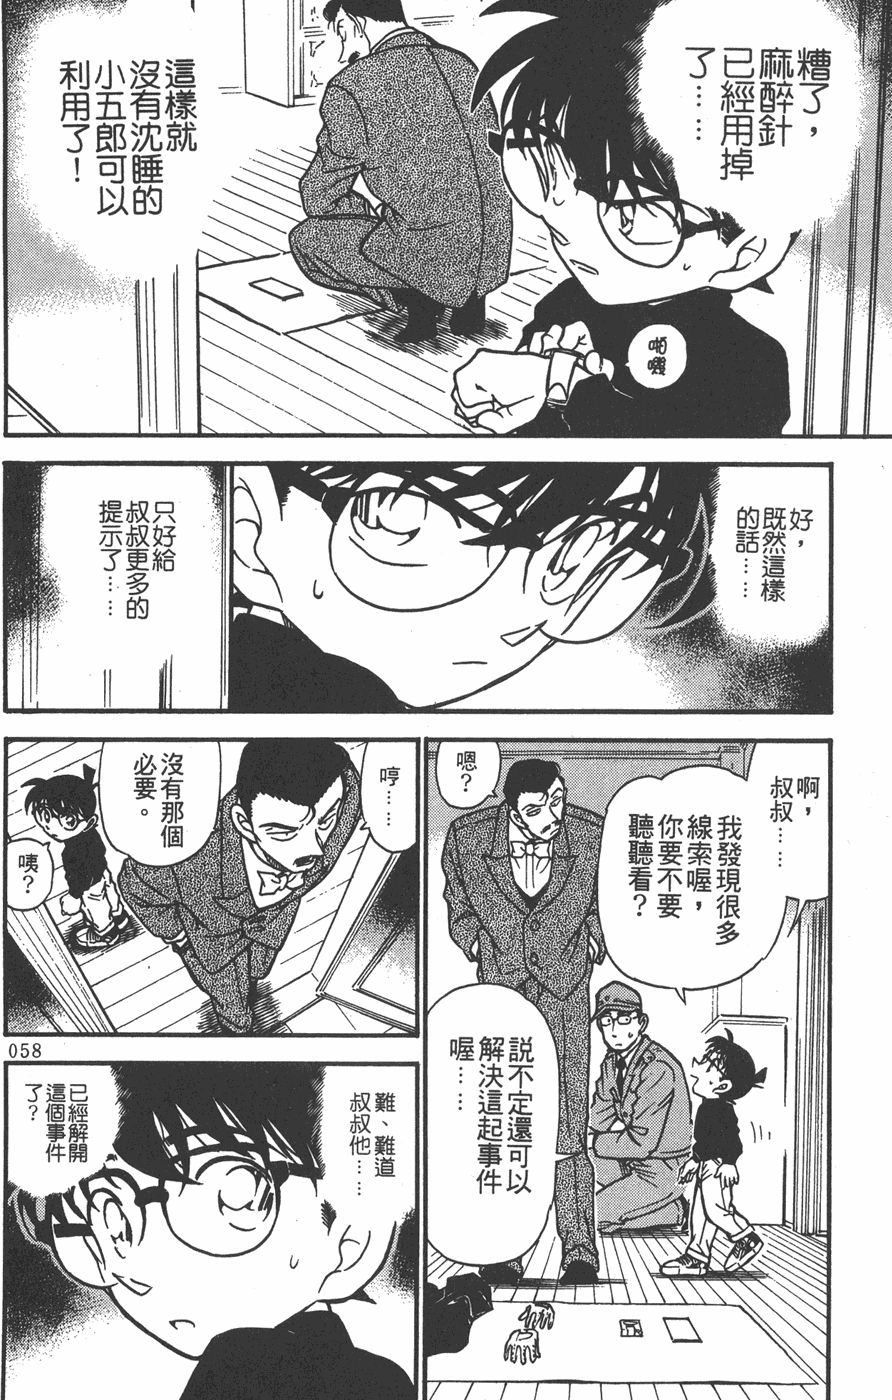 糟了，
麻醉針
已經用掉
了……
啪
嘰
這樣就
沒有沈睡的
小五郎可以
利用了！
好，
既然這樣
的話……
只好給
叔叔更多的
提示了……
啊，
叔叔……
我發現很多
線索喔，
你要不要
聽聽看？
嗯？
說不定還可以
解決這起事件
喔……
哼……
沒有那個
必要。
咦？
難、難道
叔叔他……
已經解開
這個事件
了？
058